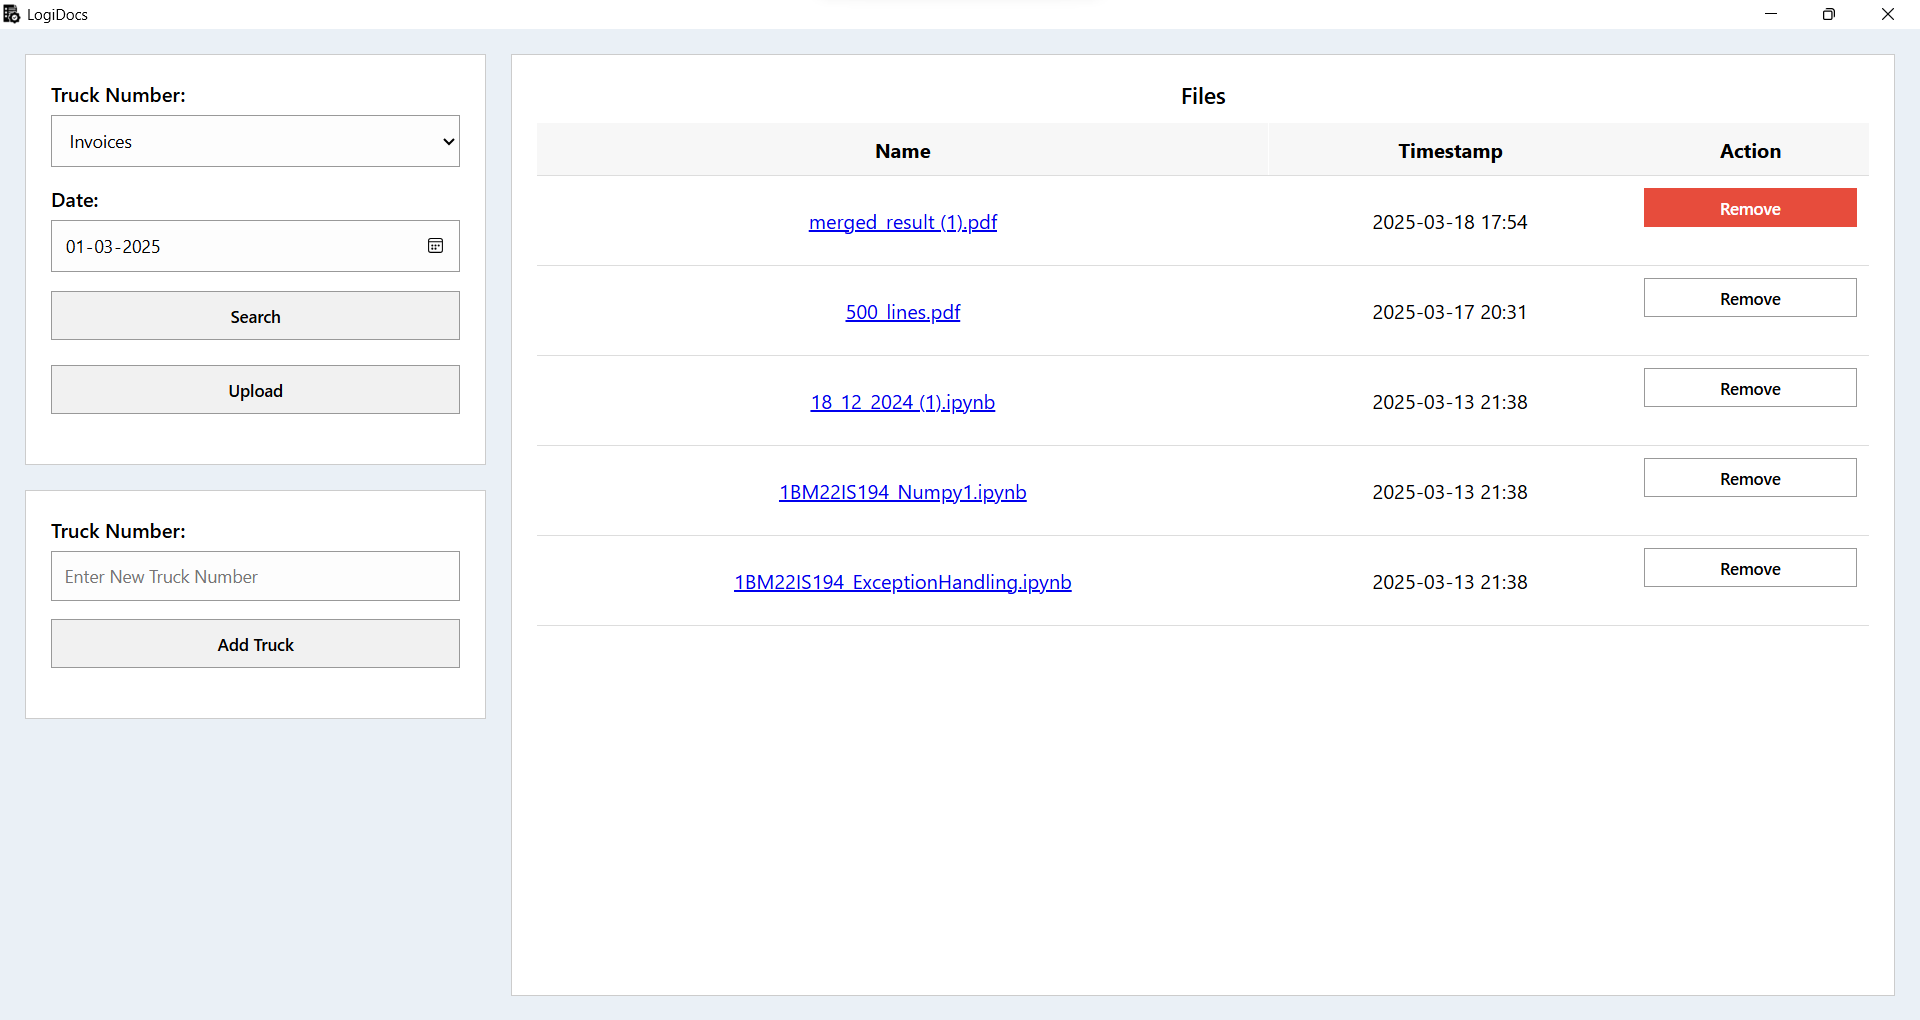 LogiDocs
Truck Number:
Invoices
Date:
01-03-2025
Search
Upload
Truck Number:
Enter New Truck Number
Add Truck
Files
Name Timestamp Action
merged_result (1).pdf 2025-03-18 17:54 Remove
500_lines.pdf 2025-03-17 20:31 Remove
18_12_2024 (1).ipynb 2025-03-13 21:38 Remove
1BM22IS194_Numpy1.ipynb 2025-03-13 21:38 Remove
1BM22IS194_ExceptionHandling.ipynb 2025-03-13 21:38 Remove